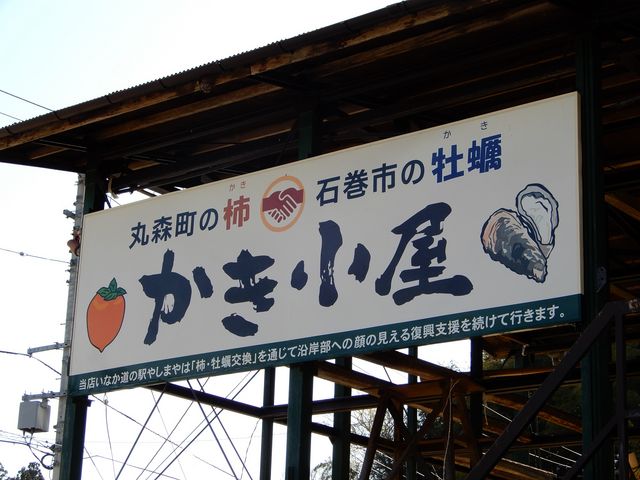 丸森町の柿 石巻市の牡蠣
かき かき
かき小屋
当店いなか道の駅やしまやは「柿・牡蠣交換」を通じて沿岸部への顔の見える復興支援を続けて行きます。